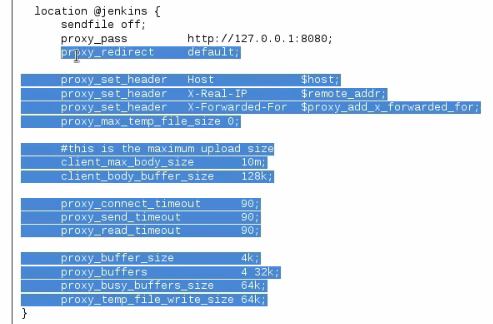 location @jenkins {
sendfile off;
proxy_pass http://127.0.0.1:8080;
proxy_redirect default;
proxy_set_header Host $host;
proxy_set_header X-Real-IP $remote_addr;
proxy_set_header X-Forwarded-For $proxy_add_x_forwarded_for;
proxy_max_temp_file_size 0;
#this is the maximum upload size
client_max_body_size 10m;
client_body_buffer_size 128k;
proxy_connect_timeout 90;
proxy_send_timeout 90;
proxy_read_timeout 90;
proxy_buffer_size 4k;
proxy_buffers 4 32k;
proxy_busy_buffers_size 64k;
proxy_temp_file_write_size 64k;
}